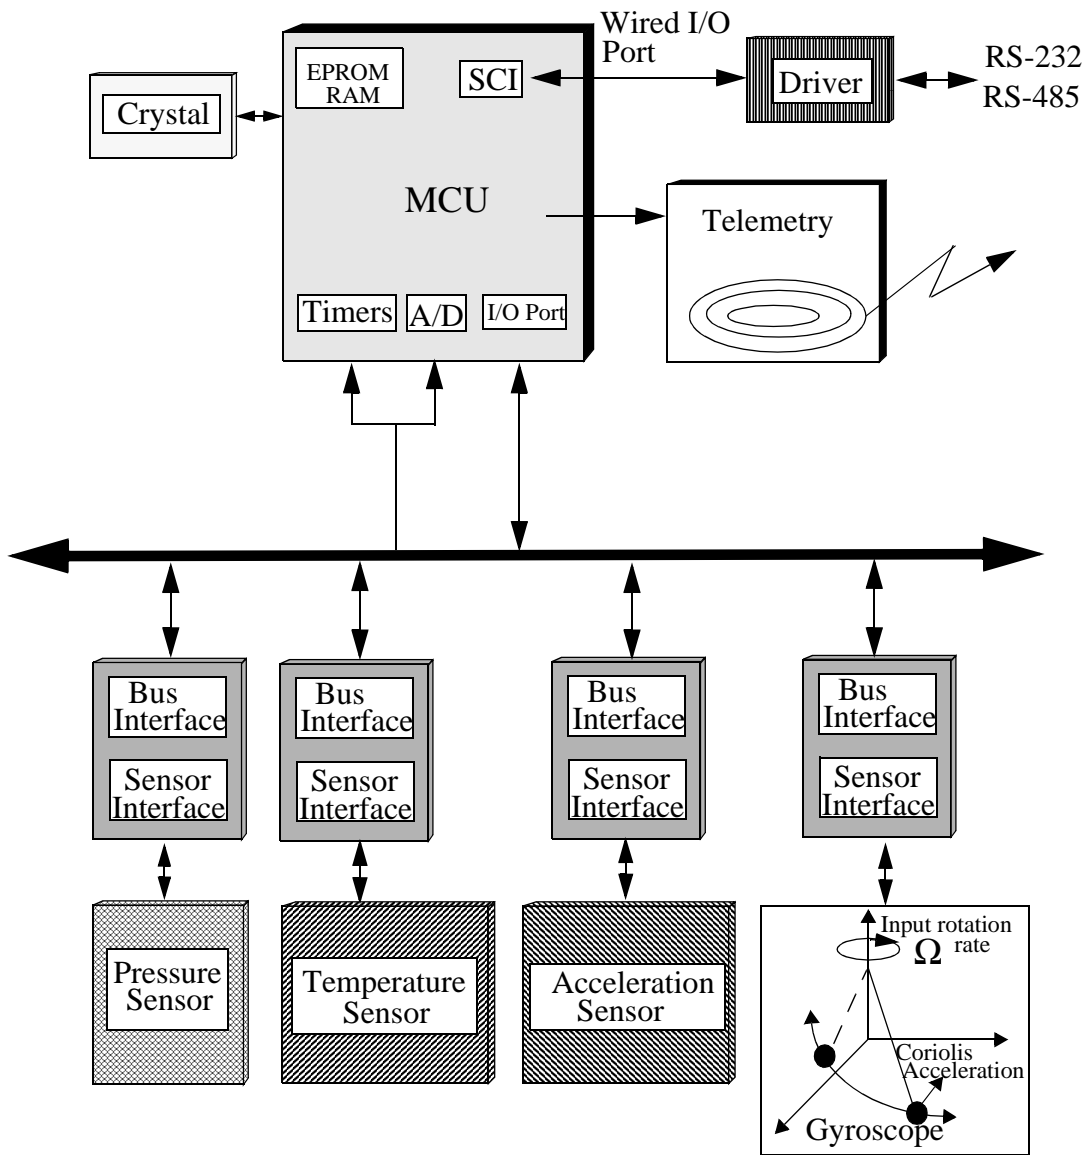 Wired I/O
Port
EPROM
RAM
SCI
Driver
RS-232
RS-485
Crystal
MCU
Telemetry
Timers
A/D
I/O Port
Bus
Interface
Sensor
Interface
Bus
Interface
Sensor
Interface
Bus
Interface
Sensor
Interface
Bus
Interface
Sensor
Interface
Pressure
Sensor
Temperature
Sensor
Acceleration
Sensor
Input rotation
Ω rate
Coriolis
Acceleration
Gyroscope